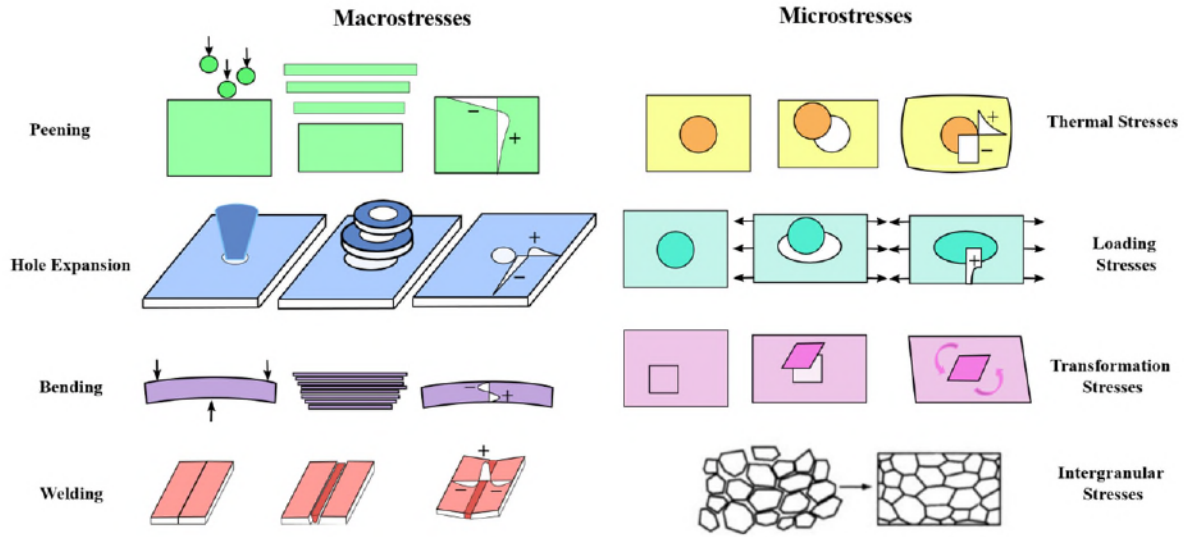 Macrostresses
Microstresses
Peening
−
+
+
−
Thermal Stresses
Hole Expansion
+
−
+
Loading
Stresses
Bending
−
+
Transformation
Stresses
Welding
+
−
−
Intergranular
Stresses